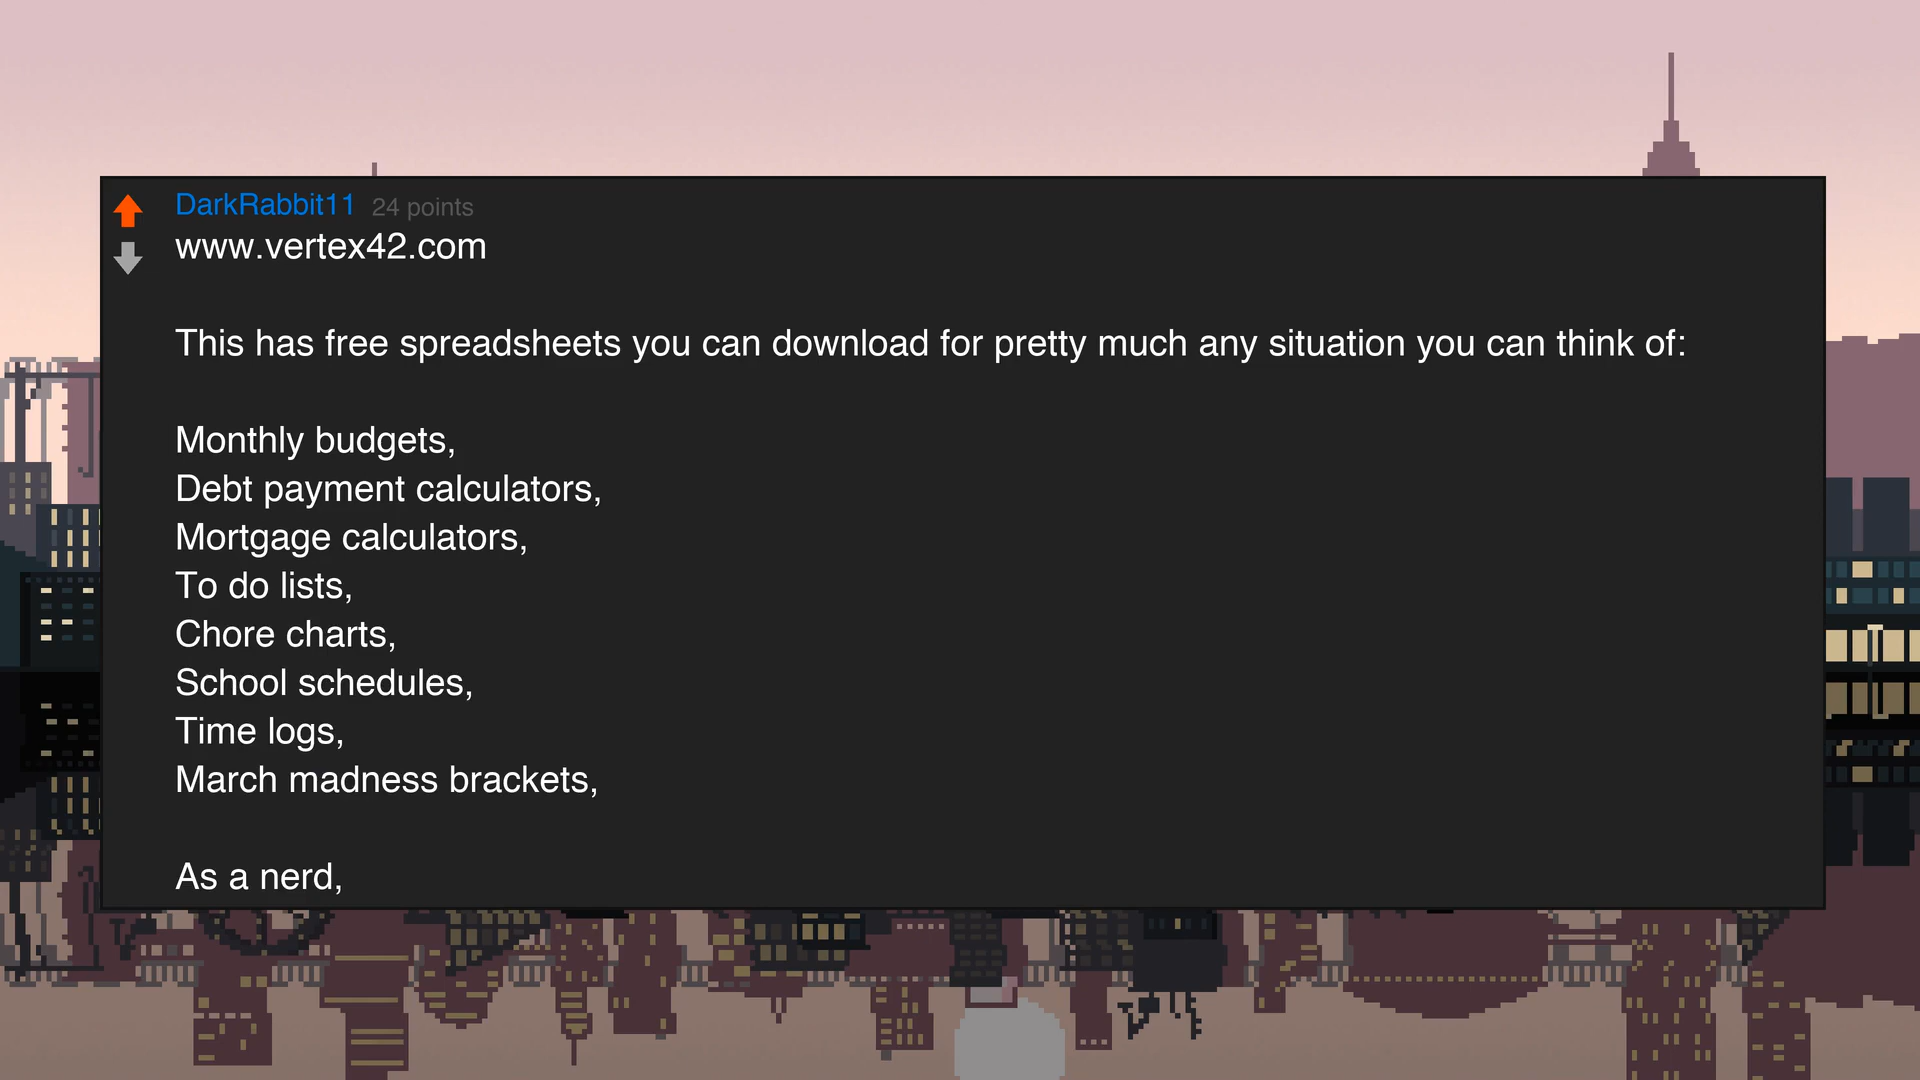 DarkRabbit11 24 points
www.vertex42.com
This has free spreadsheets you can download for pretty much any situation you can think of:
Monthly budgets,
Debt payment calculators,
Mortgage calculators,
To do lists,
Chore charts,
School schedules,
Time logs,
March madness brackets,
As a nerd,